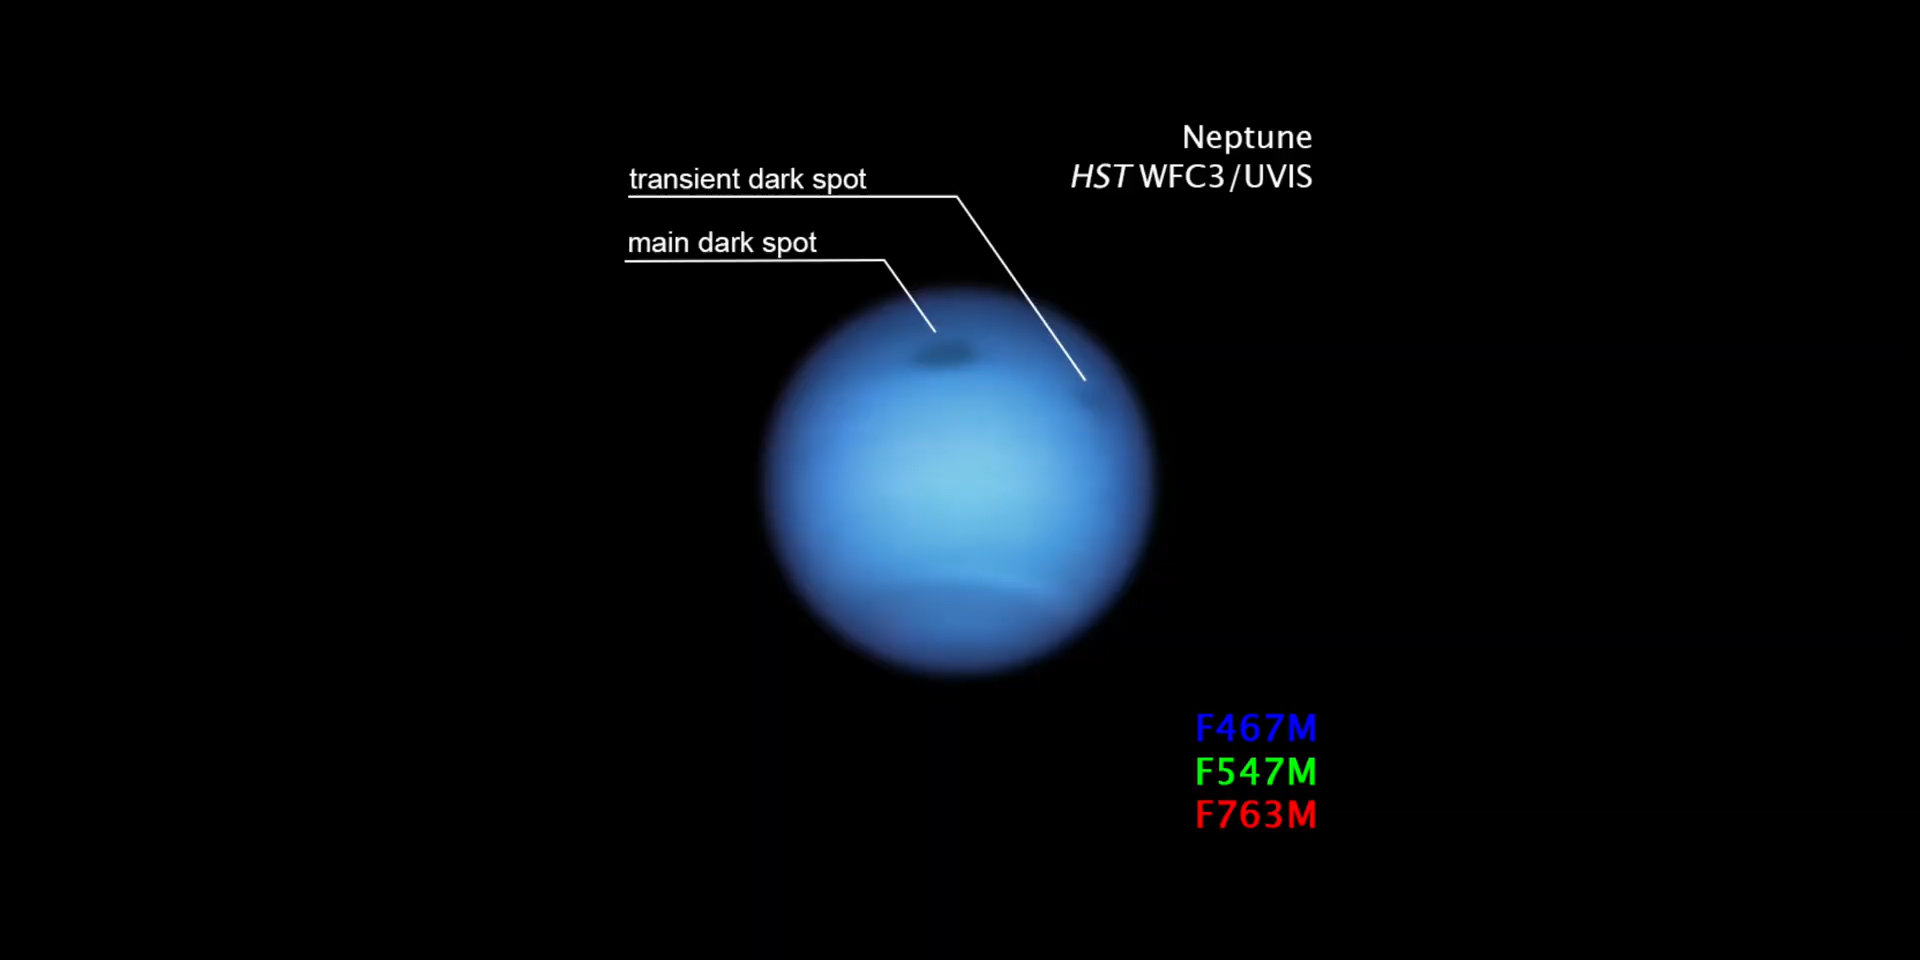 Neptune
HST WFC3/UVIS
transient dark spot
main dark spot
F467M
F547M
F763M